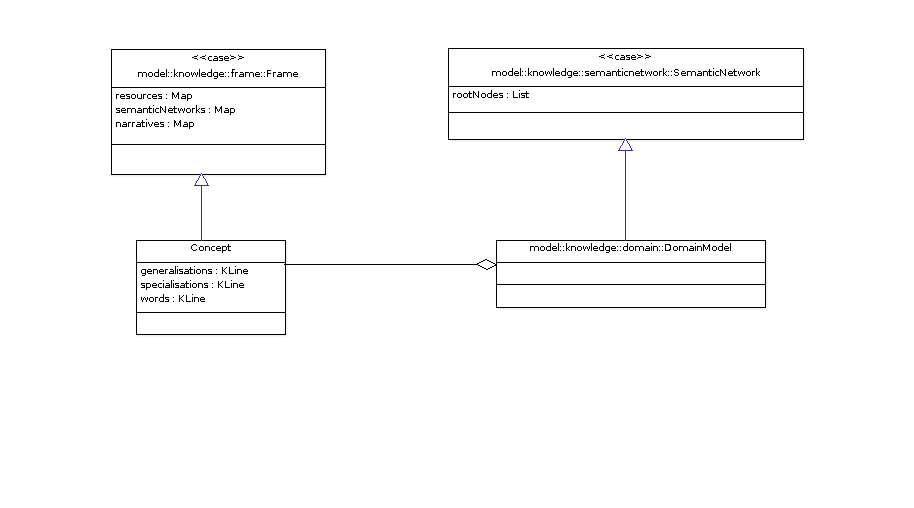 <<case>>
model::knowledge::frame::Frame
resources : Map
semanticNetworks : Map
narratives : Map
<<case>>
model::knowledge::semanticnetwork::SemanticNetwork
rootNodes : List
Concept
generalisations : KLine
specialisations : KLine
words : KLine
model::knowledge::domain::DomainModel